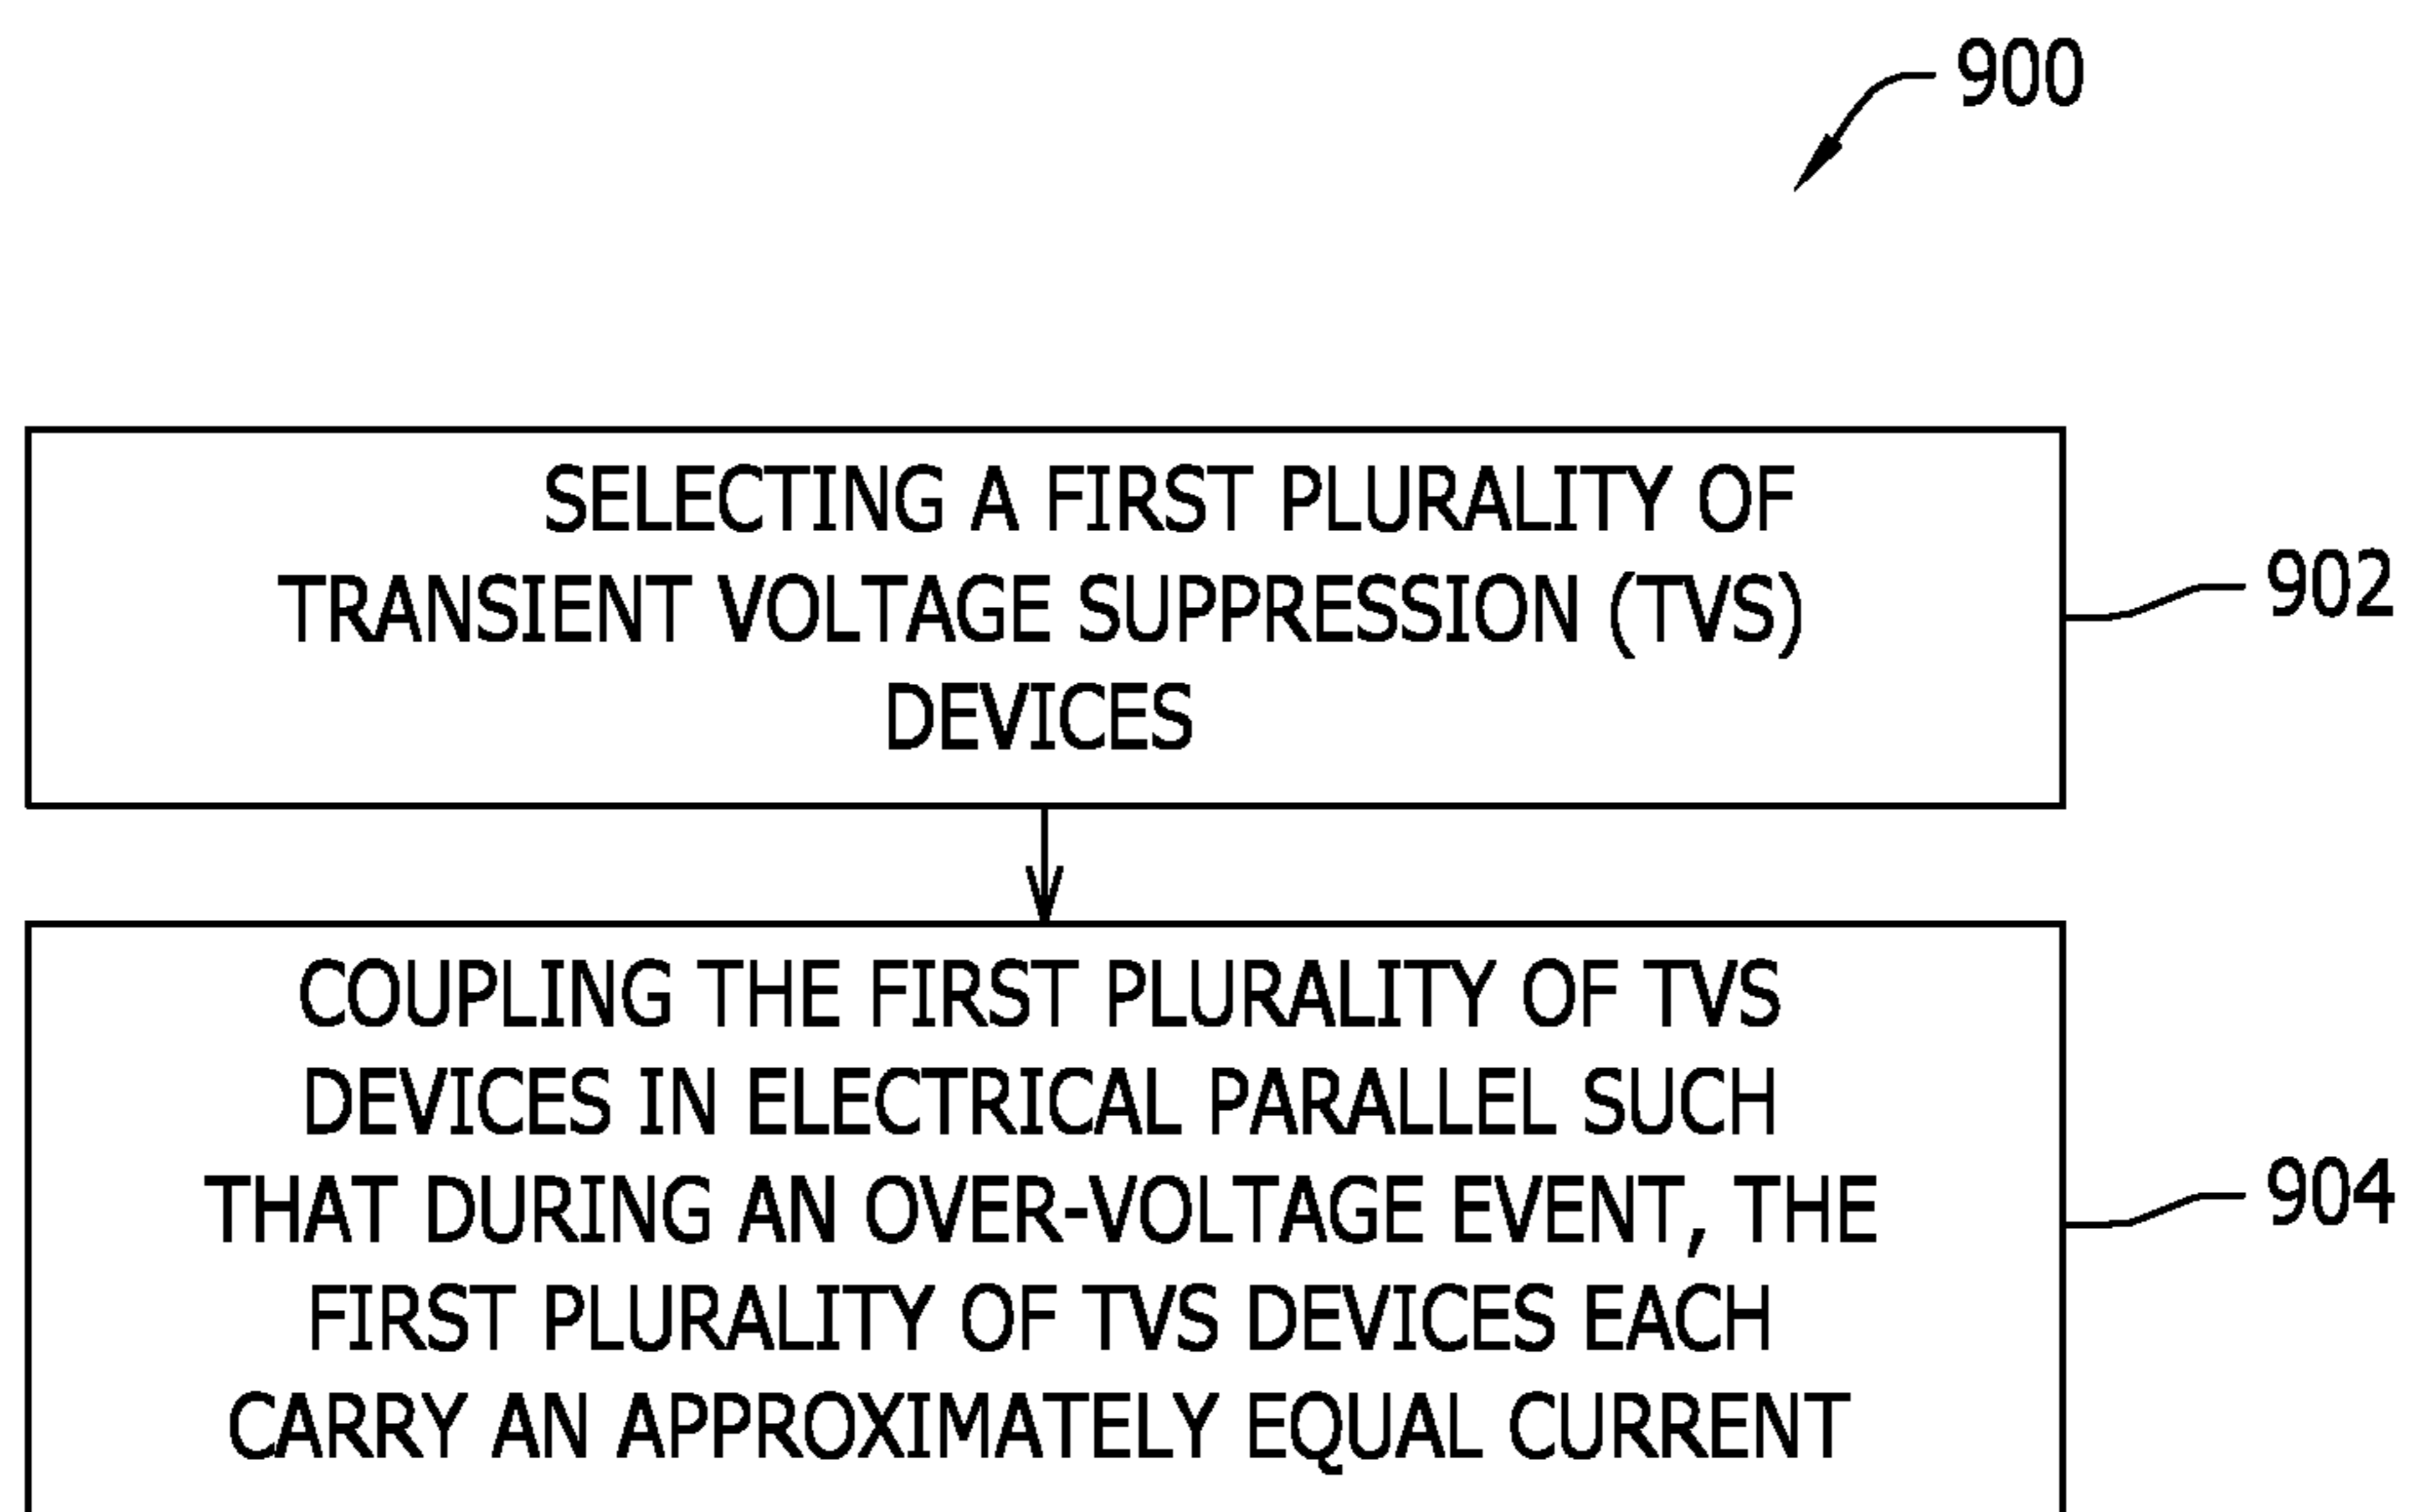 900
SELECTING A FIRST PLURALITY OF
TRANSIENT VOLTAGE SUPPRESSION (TVS)
DEVICES
902
COUPLING THE FIRST PLURALITY OF TVS
DEVICES IN ELECTRICAL PARALLEL SUCH
THAT DURING AN OVER-VOLTAGE EVENT, THE
FIRST PLURALITY OF TVS DEVICES EACH
CARRY AN APPROXIMATELY EQUAL CURRENT
904